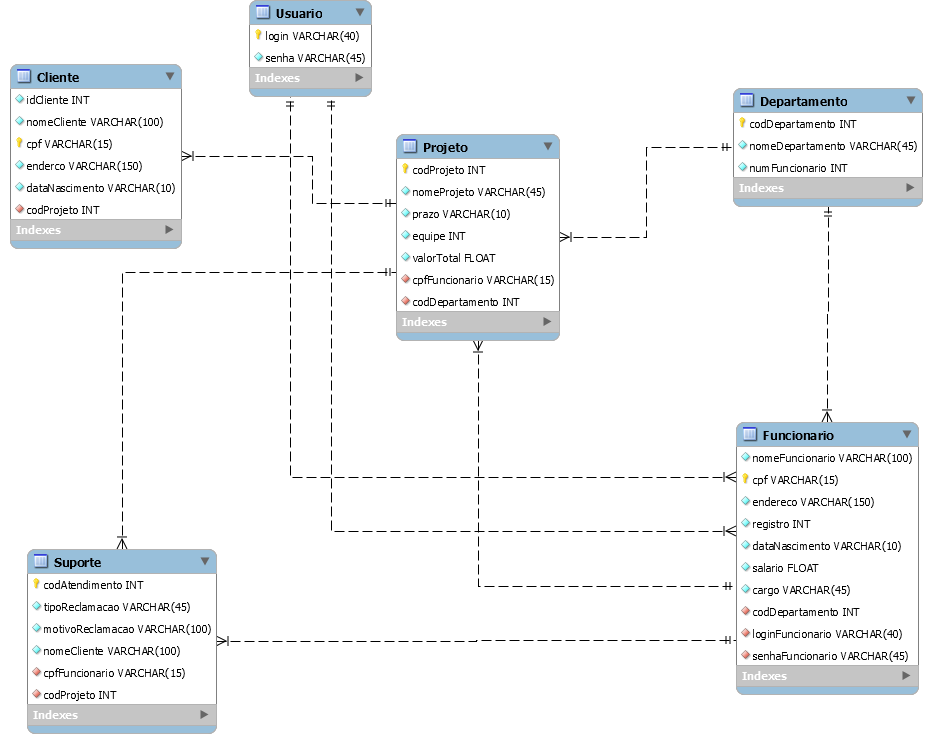 Usuario
login VARCHAR(40)
senha VARCHAR(45)
Indexes
Cliente
idCliente INT
nomeCliente VARCHAR(100)
cpf VARCHAR(15)
enderco VARCHAR(150)
dataNascimento VARCHAR(10)
codProjeto INT
Indexes
Projeto
codProjeto INT
nomeProjeto VARCHAR(45)
prazo VARCHAR(10)
equipe INT
valorTotal FLOAT
cpfFuncionario VARCHAR(15)
codDepartamento INT
Indexes
Departamento
codDepartamento INT
nomeDepartamento VARCHAR(45)
numFuncionario INT
Indexes
Funcionario
nomeFuncionario VARCHAR(100)
cpf VARCHAR(15)
endereco VARCHAR(150)
registro INT
dataNascimento VARCHAR(10)
salario FLOAT
cargo VARCHAR(45)
codDepartamento INT
loginFuncionario VARCHAR(40)
senhaFuncionario VARCHAR(45)
Indexes
Suporte
codAtendimento INT
tipoReclamacao VARCHAR(45)
motivoReclamacao VARCHAR(100)
nomeCliente VARCHAR(100)
cpfFuncionario VARCHAR(15)
codProjeto INT
Indexes